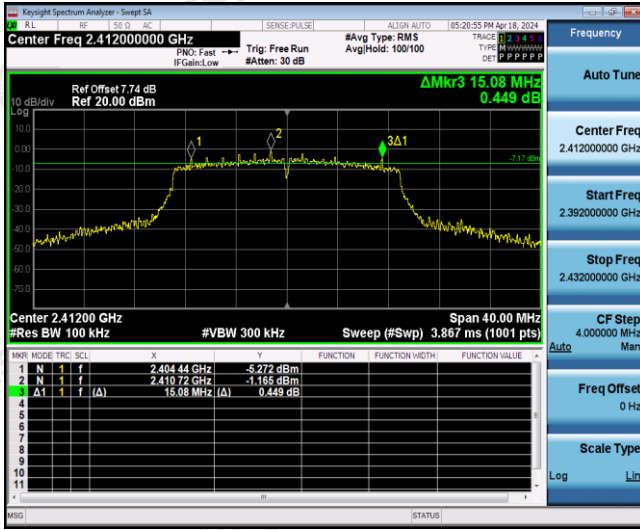 Keysight Spectrum Analyzer - Swept SA
RL RF 50 Ω AC SENSE:PULSE ALIGN AUTO 05:20:55 PM Apr 18, 2024
Center Freq 2.412000000 GHz
PNO: Fast Trig: Free Run #Avg Type: RMS TRACE 1 2 3 4 5 6
IFGain:Low #Atten: 30 dB Avg|Hold: 100/100 TYPE M WWWWW
DET P P P P P P
Ref Offset 7.74 dB ΔMkr3 15.08 MHz
10 dB/div Ref 20.00 dBm 0.449 dB
Log
10.0
0.00
-10.0
-20.0
-30.0
-40.0
-50.0
-60.0
-70.0
1
2
3Δ1
-7.17 dBm
Center 2.41200 GHz Span 40.00 MHz
#Res BW 100 kHz #VBW 300 kHz Sweep (#Swp) 3.867 ms (1001 pts)
MKR MODE TRC SCL X Y FUNCTION FUNCTION WIDTH FUNCTION VALUE
1 N 1 f 2.404 44 GHz -5.272 dBm
2 N 1 f 2.410 72 GHz -1.165 dBm
3 Δ1 1 f (Δ) 15.08 MHz (Δ) 0.449 dB
4
5
6
7
8
9
10
11
MSG STATUS
Frequency
Auto Tune
Center Freq
2.412000000 GHz
Start Freq
2.392000000 GHz
Stop Freq
2.432000000 GHz
CF Step
4.000000 MHz
Auto Man
Freq Offset
0 Hz
Scale Type
Log Lin